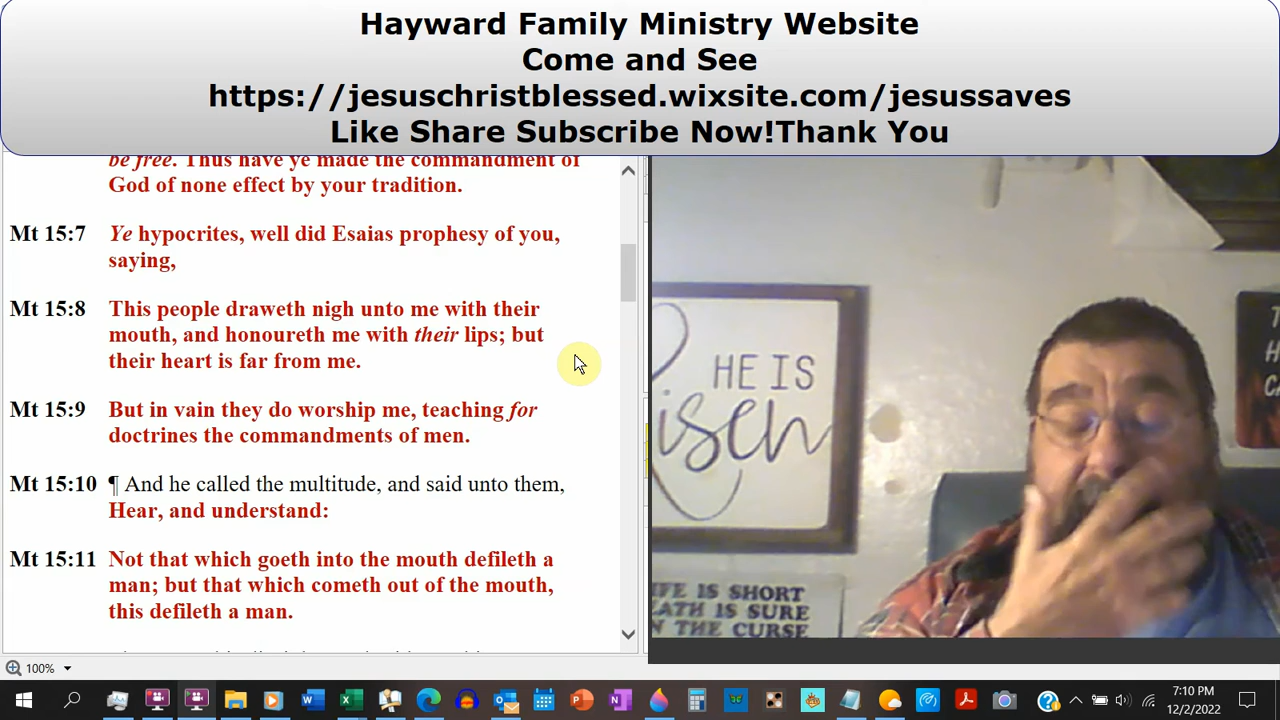 Hayward Family Ministry Website
Come and See
https://jesuschristblessed.wixsite.com/jesussaves
Like Share Subscribe Now!Thank You
be free. Thus have ye made the commandment of
God of none effect by your tradition.
Mt 15:7 Ye hypocrites, well did Esaias prophesy of you,
saying,
Mt 15:8 This people draweth nigh unto me with their
mouth, and honoureth me with their lips; but
their heart is far from me.
Mt 15:9 But in vain they do worship me, teaching for
doctrines the commandments of men.
Mt 15:10 ¶ And he called the multitude, and said unto them,
Hear, and understand:
Mt 15:11 Not that which goeth into the mouth defileth a
man; but that which cometh out of the mouth,
this defileth a man.
HE IS
isen
IFE IS SHORT
EATH IS SURE
N THE CURSE
100%
7:10 PM
12/2/2022